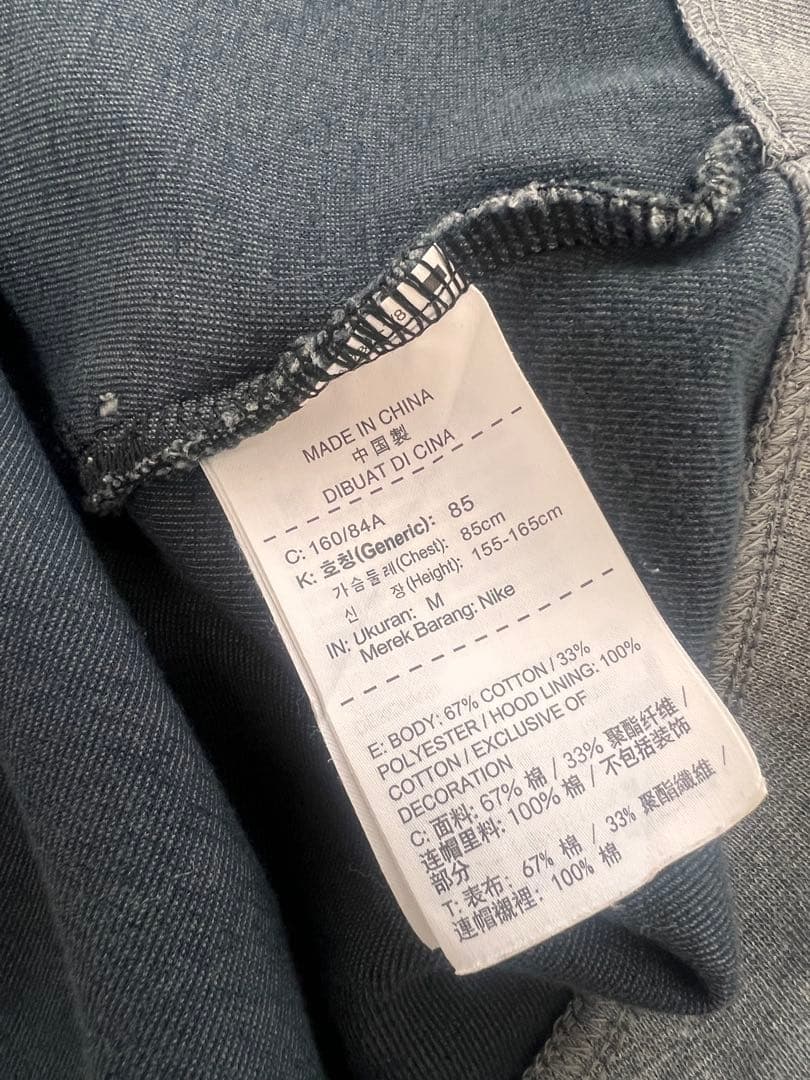 MADE IN CHINA
中国製
DIBUAT DI CINA
C: 160/84A
K: 호칭(Generic): 85
가슴둘레(Chest): 85cm
신 장(Height): 155-165cm
IN: Ukuran: M
Merek Barang: Nike
E: BODY: 67% COTTON / 33%
POLYESTER / HOOD LINING: 100%
COTTON / EXCLUSIVE OF
DECORATION
C: 面料: 67% 棉 / 33% 聚酯纤维 /
连帽里料: 100% 棉 / 不包括装饰
部分
T: 表布: 67% 棉 / 33% 聚酯纖維 /
連帽襯裡: 100% 棉